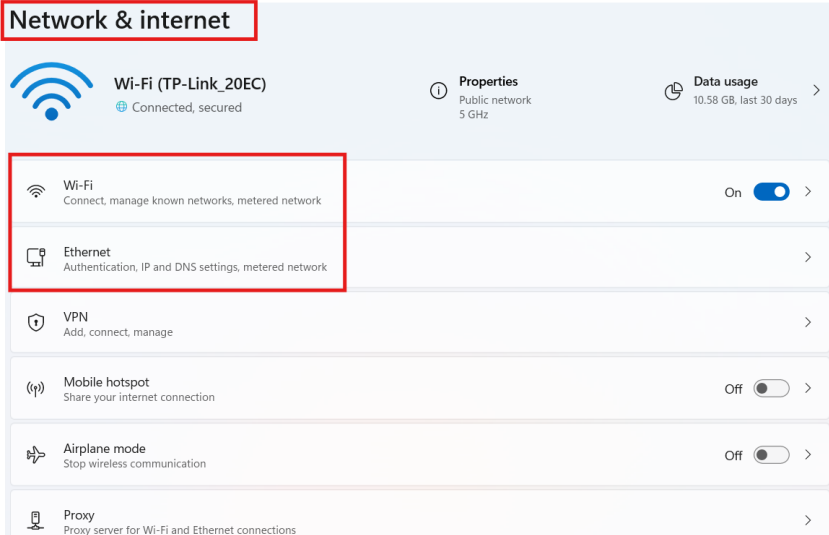 Network & internet
Wi-Fi (TP-Link_20EC)
Connected, secured
Properties
Public network
5 GHz
Data usage
10.58 GB, last 30 days
Wi-Fi
Connect, manage known networks, metered network
On
Ethernet
Authentication, IP and DNS settings, metered network
VPN
Add, connect, manage
Mobile hotspot
Share your internet connection
Off
Airplane mode
Stop wireless communication
Off
Proxy
Proxy server for Wi-Fi and Ethernet connections